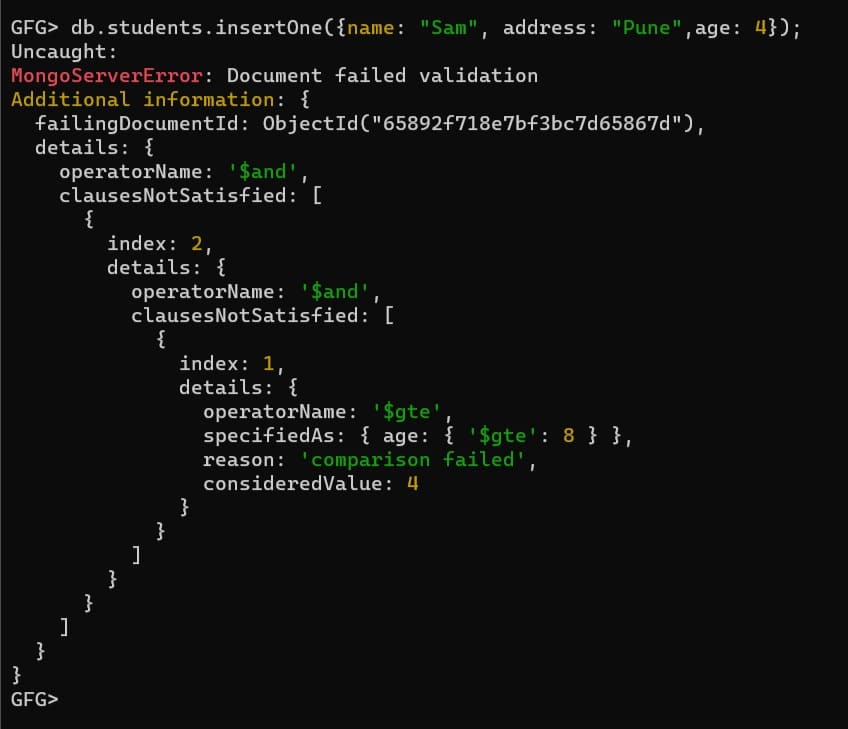 GFG> db.students.insertOne({name: "Sam", address: "Pune",age: 4});
Uncaught:
MongoServerError: Document failed validation
Additional information: {
  failingDocumentId: ObjectId("65892f718e7bf3bc7d65867d"),
  details: {
    operatorName: '$and',
    clausesNotSatisfied: [
      {
        index: 2,
        details: {
          operatorName: '$and',
          clausesNotSatisfied: [
            {
              index: 1,
              details: {
                operatorName: '$gte',
                specifiedAs: { age: { '$gte': 8 } },
                reason: 'comparison failed',
                consideredValue: 4
              }
            }
          ]
        }
      }
    ]
  }
}
GFG>